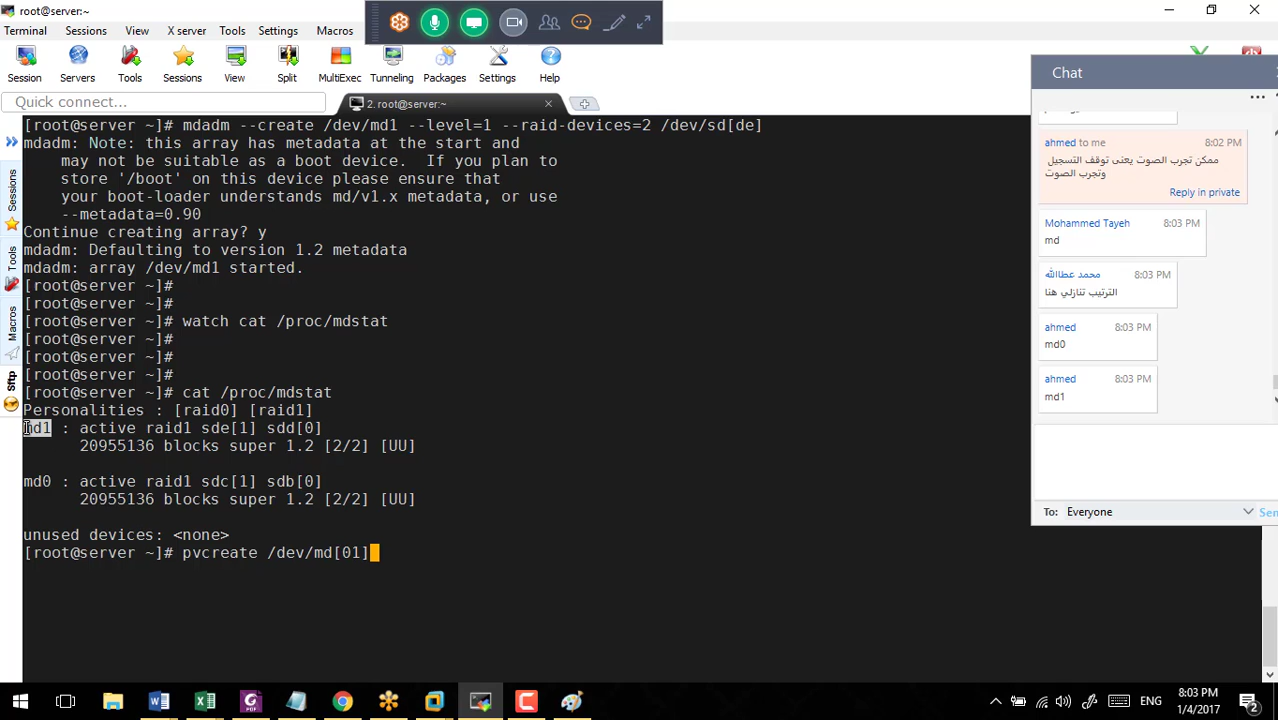 root@server:~
Terminal Sessions View X server Tools Settings Macros
Session Servers Tools Sessions View Split MultiExec Tunneling Packages Settings Help
Quick connect...
2. root@server:~
Sessions
Tools
Macros
Sftp
[root@server ~]# mdadm --create /dev/md1 --level=1 --raid-devices=2 /dev/sd[de]
mdadm: Note: this array has metadata at the start and
may not be suitable as a boot device. If you plan to
store '/boot' on this device please ensure that
your boot-loader understands md/v1.x metadata, or use
--metadata=0.90
Continue creating array? y
mdadm: Defaulting to version 1.2 metadata
mdadm: array /dev/md1 started.
[root@server ~]#
[root@server ~]#
[root@server ~]# watch cat /proc/mdstat
[root@server ~]#
[root@server ~]#
[root@server ~]#
[root@server ~]# cat /proc/mdstat
Personalities : [raid0] [raid1]
md1 : active raid1 sde[1] sdd[0]
20955136 blocks super 1.2 [2/2] [UU]
md0 : active raid1 sdc[1] sdb[0]
20955136 blocks super 1.2 [2/2] [UU]
unused devices: <none>
[root@server ~]# pvcreate /dev/md[01]
Chat
ahmed to me 8:02 PM
ممكن تجرب الصوت يعنى توقف التسجيل
وتجرب الصوت
Reply in private
Mohammed Tayeh 8:03 PM
md
محمد عطاالله 8:03 PM
الترتيب تنازلي هنا
ahmed 8:03 PM
md0
ahmed 8:03 PM
md1
To: Everyone
ENG
8:03 PM
1/4/2017
2